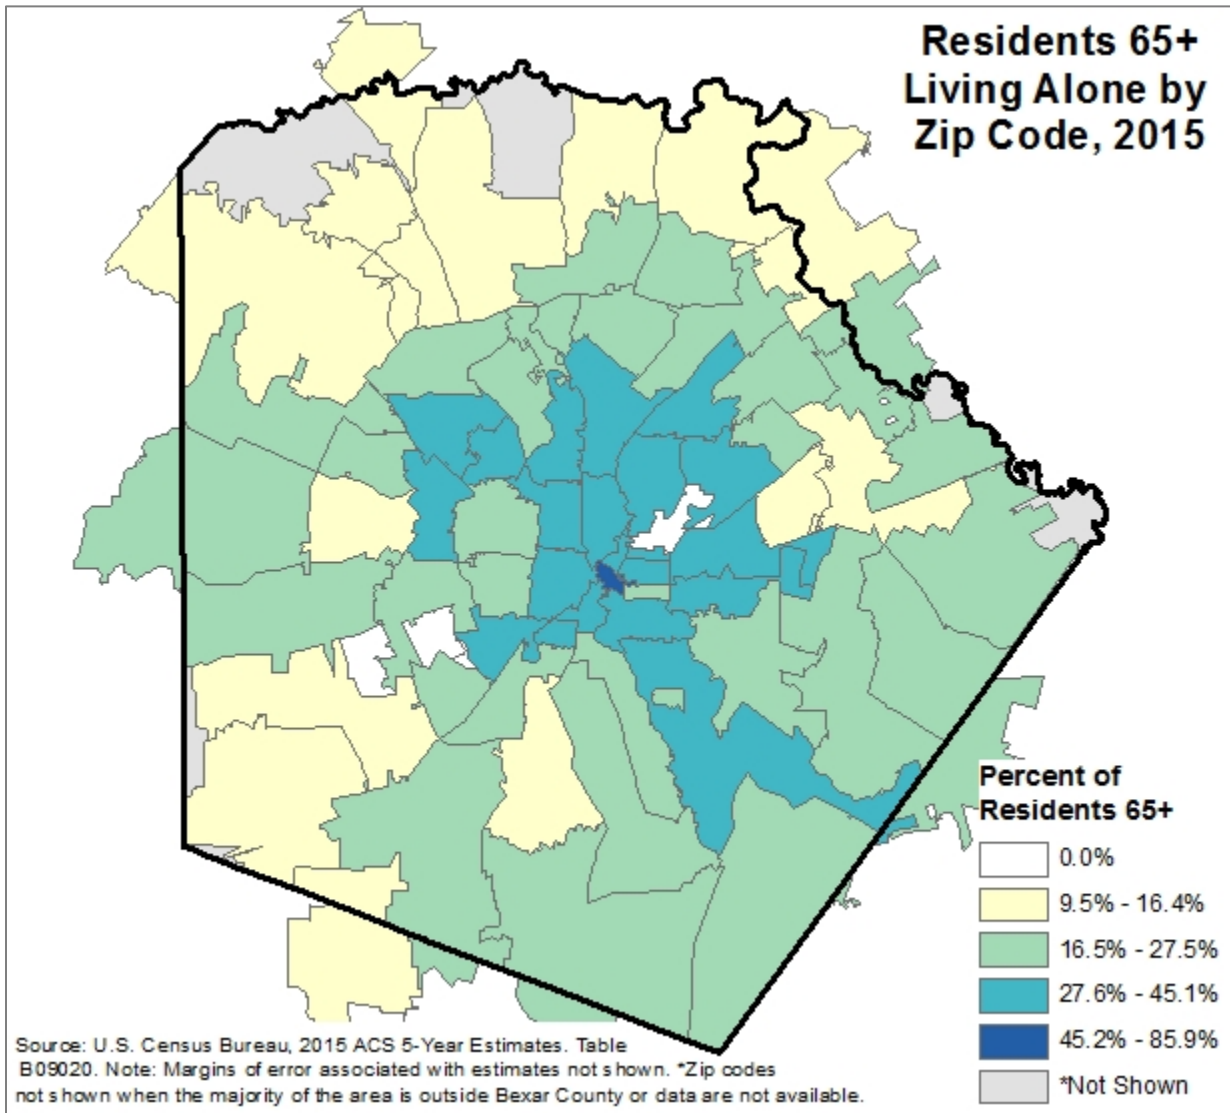 Residents 65+
Living Alone by
Zip Code, 2015
Percent of
Residents 65+
0.0%
9.5% - 16.4%
16.5% - 27.5%
27.6% - 45.1%
45.2% - 85.9%
*Not Shown
Source: U.S. Census Bureau, 2015 ACS 5-Year Estimates. Table
B09020. Note: Margins of error associated with estimates not shown. *Zip codes
not shown when the majority of the area is outside Bexar County or data are not available.